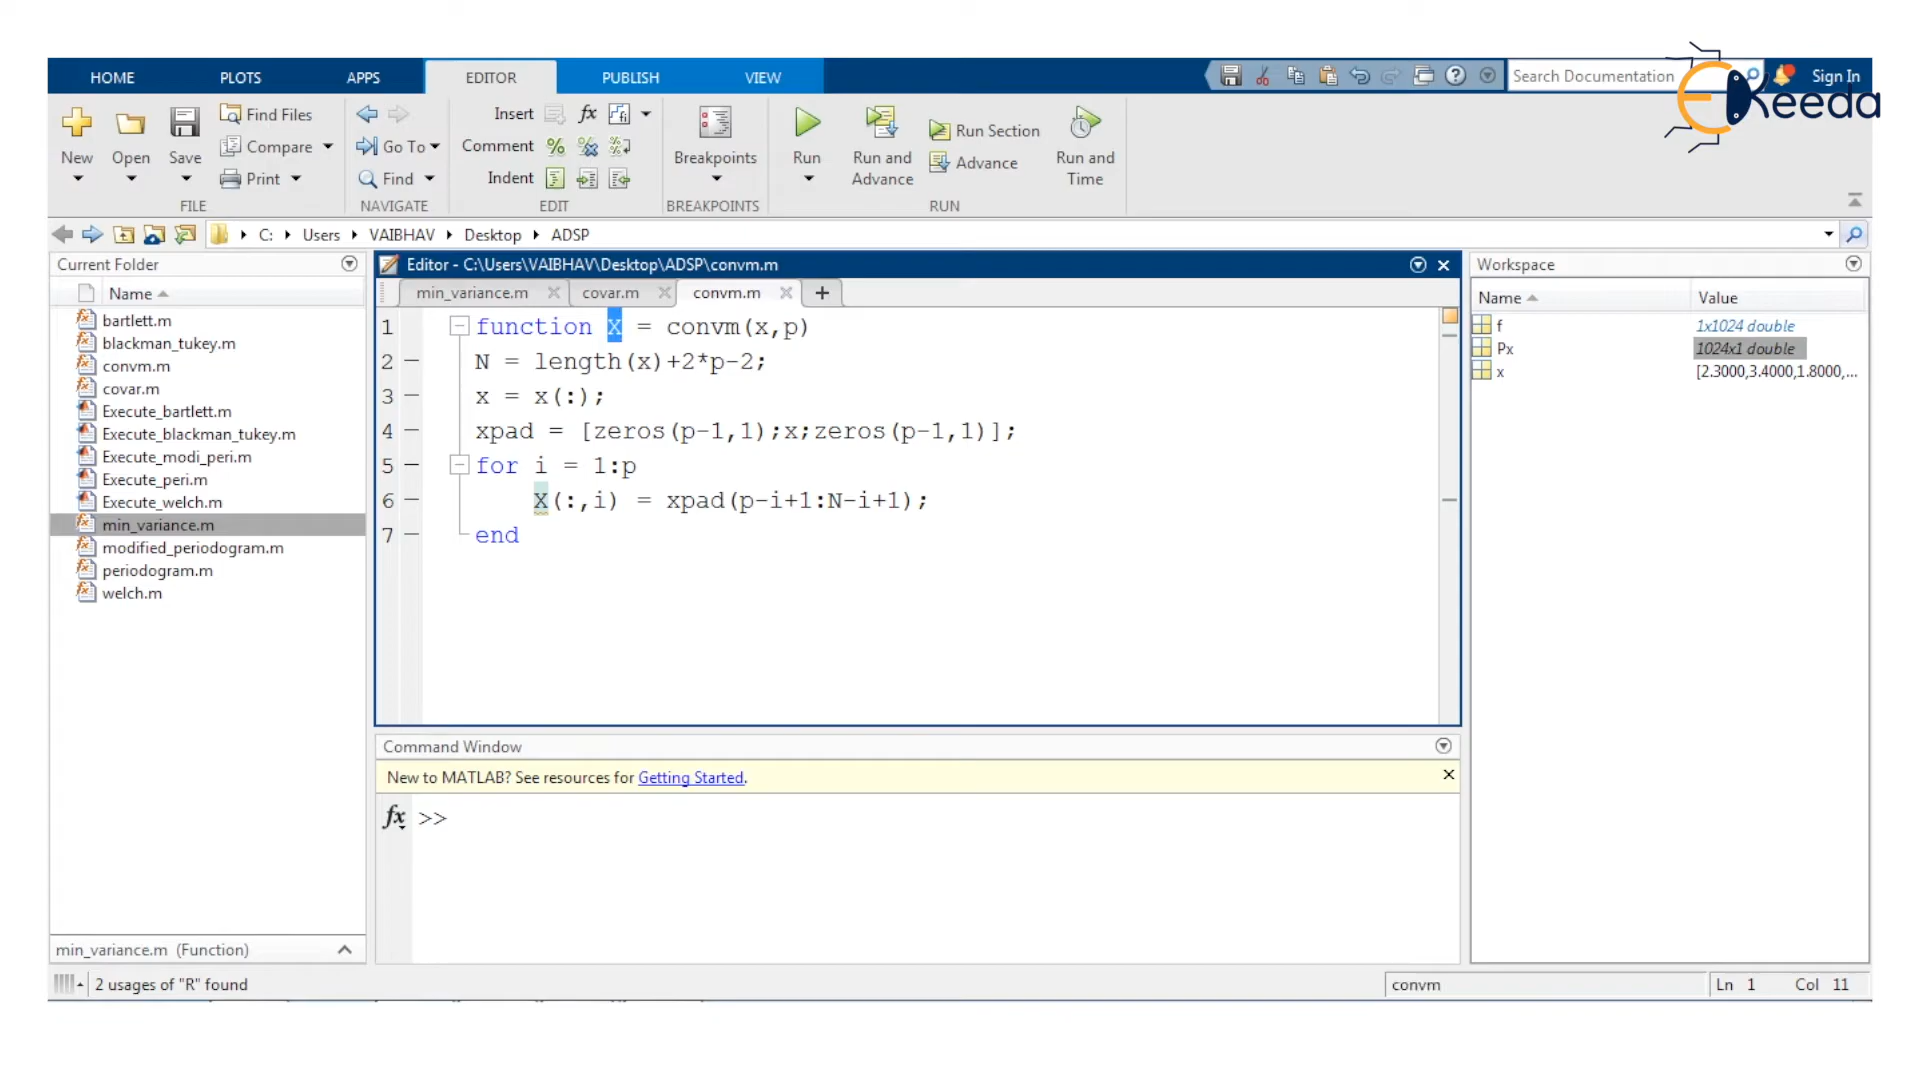 HOME PLOTS APPS EDITOR PUBLISH VIEW Search Documentation Sign In
EKeeda
New Open Save Find Files Compare Print
FILE
Go To Find
NAVIGATE
Insert fx
Comment
Indent
EDIT
Breakpoints
BREAKPOINTS
Run Run and Advance Run Section Advance Run and Time
RUN
C: Users VAIBHAV Desktop ADSP
Current Folder
Name
bartlett.m
blackman_tukey.m
convm.m
covar.m
Execute_bartlett.m
Execute_blackman_tukey.m
Execute_modi_peri.m
Execute_peri.m
Execute_welch.m
min_variance.m
modified_periodogram.m
periodogram.m
welch.m
min_variance.m (Function)
Editor - C:\Users\VAIBHAV\Desktop\ADSP\convm.m
min_variance.m covar.m convm.m
1 function X = convm(x,p)
2 N = length(x)+2*p-2;
3 x = x(:);
4 xpad = [zeros(p-1,1);x;zeros(p-1,1)];
5 for i = 1:p
6 X(:,i) = xpad(p-i+1:N-i+1);
7 end
Command Window
New to MATLAB? See resources for Getting Started.
fx >>
Workspace
Name Value
f 1x1024 double
Px 1024x1 double
x [2.3000,3.4000,1.8000,...
2 usages of "R" found
convm
Ln 1 Col 11